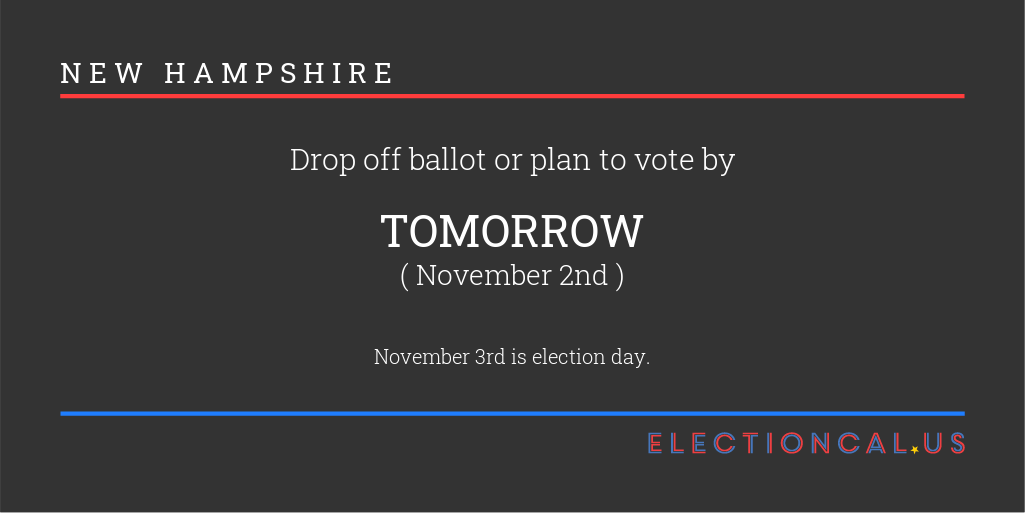 NEW HAMPSHIRE
Drop off ballot or plan to vote by
TOMORROW
( November 2nd )
November 3rd is election day.
ELECTIONCAL.US